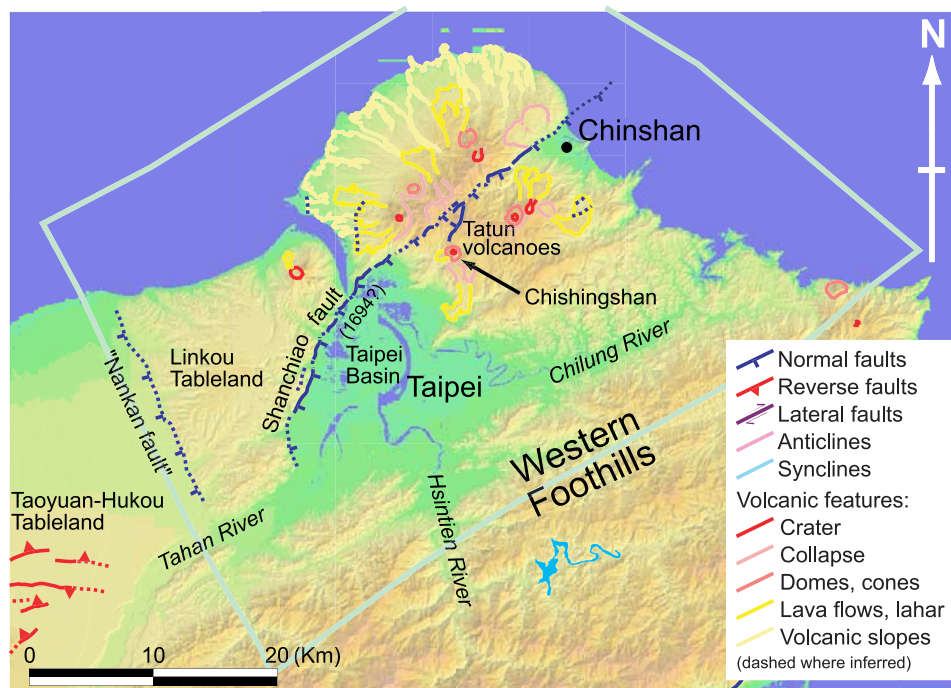 N
Chinshan
Tatun
volcanoes
Chishingshan
Shanchiao fault
(1694?)
Linkou
Tableland
Taipei
Basin
Taipei
Chilung River
"Nankan fault"
Western
Foothills
Taoyuan-Hukou
Tableland
Tahan River
Hsintien River
0 10 20 (Km)
Normal faults
Reverse faults
Lateral faults
Anticlines
Synclines
Volcanic features:
Crater
Collapse
Domes, cones
Lava flows, lahar
Volcanic slopes
(dashed where inferred)